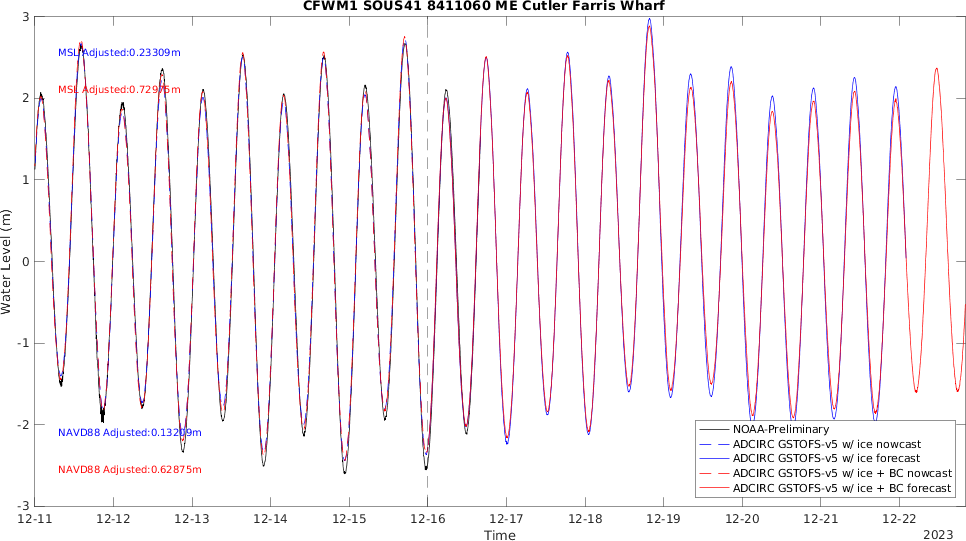 CFWM1 SOUS41 8411060 ME Cutler Farris Wharf
3
2
1
0
-1
-2
-3
Water Level (m)
MSL Adjusted:0.23309m
MSL Adjusted:0.72975m
NAVD88 Adjusted:0.13209m
NAVD88 Adjusted:0.62875m
NOAA-Preliminary
ADCIRC GSTOFS-v5 w/ ice nowcast
ADCIRC GSTOFS-v5 w/ ice forecast
ADCIRC GSTOFS-v5 w/ ice + BC nowcast
ADCIRC GSTOFS-v5 w/ ice + BC forecast
12-11 12-12 12-13 12-14 12-15 12-16 12-17 12-18 12-19 12-20 12-21 12-22
Time
2023